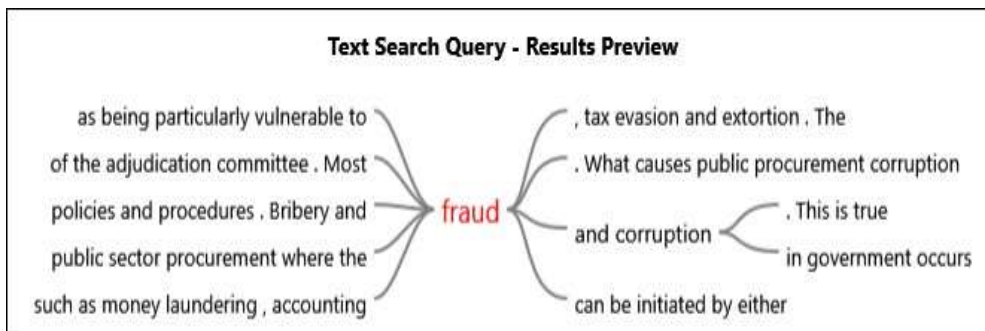 Text Search Query - Results Preview
as being particularly vulnerable to
of the adjudication committee . Most
policies and procedures . Bribery and
public sector procurement where the
such as money laundering , accounting
fraud
, tax evasion and extortion . The
. What causes public procurement corruption
and corruption
. This is true
in government occurs
can be initiated by either